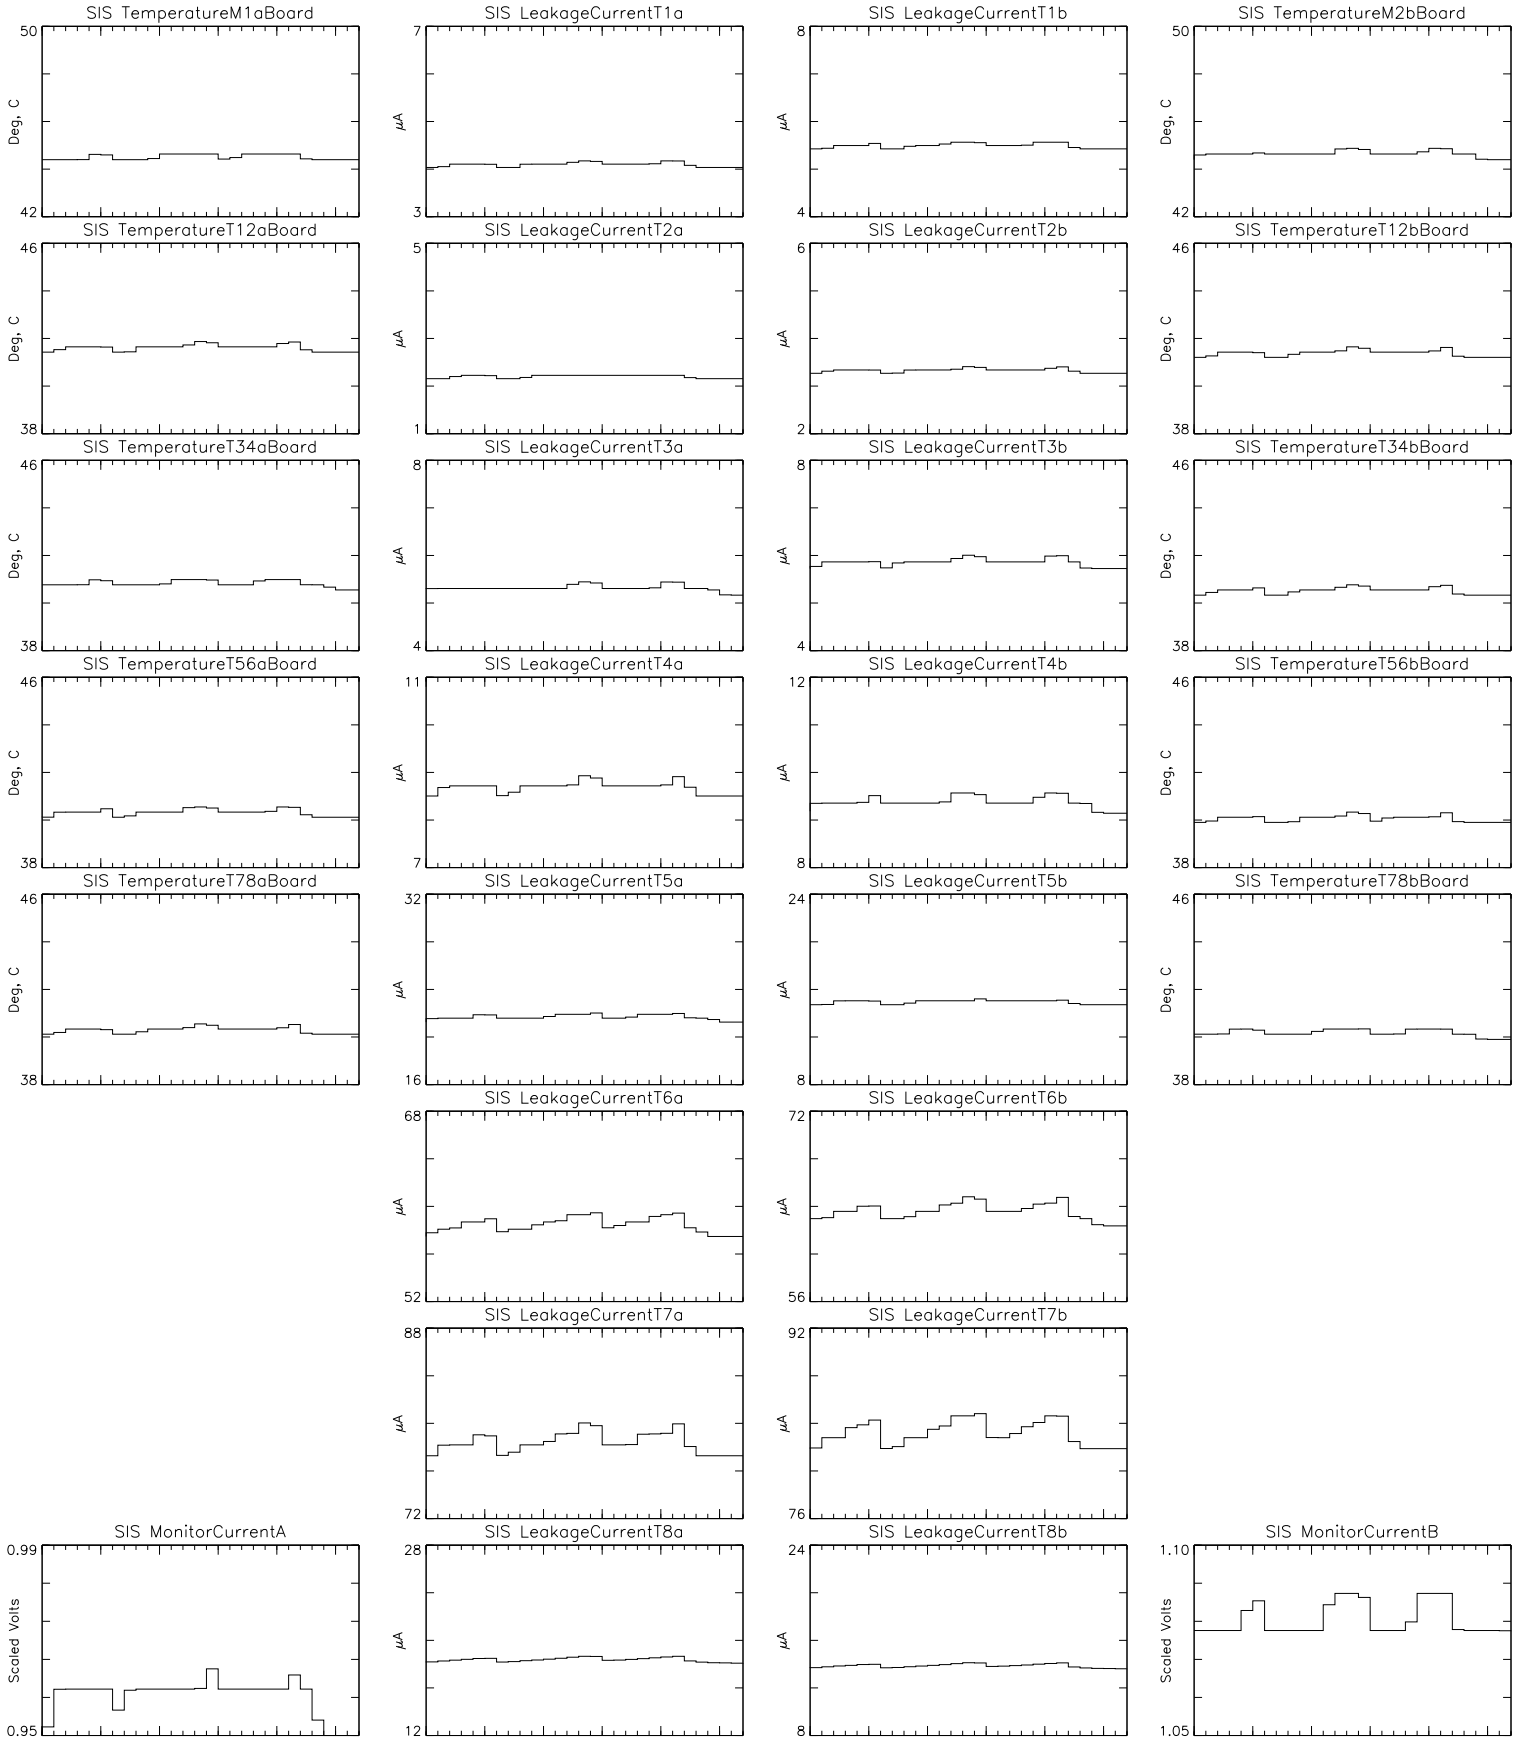 SIS TemperatureM1aBoard
50
Deg, C
42
SIS LeakageCurrentT1a
7
μA
3
SIS LeakageCurrentT1b
8
μA
4
SIS TemperatureM2bBoard
50
Deg, C
42
SIS TemperatureT12aBoard
46
Deg, C
38
SIS LeakageCurrentT2a
5
μA
1
SIS LeakageCurrentT2b
6
μA
2
SIS TemperatureT12bBoard
46
Deg, C
38
SIS TemperatureT34aBoard
46
Deg, C
38
SIS LeakageCurrentT3a
8
μA
4
SIS LeakageCurrentT3b
8
μA
4
SIS TemperatureT34bBoard
46
Deg, C
38
SIS TemperatureT56aBoard
46
Deg, C
38
SIS LeakageCurrentT4a
11
μA
7
SIS LeakageCurrentT4b
12
μA
8
SIS TemperatureT56bBoard
46
Deg, C
38
SIS TemperatureT78aBoard
46
Deg, C
38
SIS LeakageCurrentT5a
32
μA
16
SIS LeakageCurrentT5b
24
μA
8
SIS TemperatureT78bBoard
46
Deg, C
38
SIS LeakageCurrentT6a
68
μA
52
SIS LeakageCurrentT6b
72
μA
56
SIS LeakageCurrentT7a
88
μA
72
SIS LeakageCurrentT7b
92
μA
76
SIS MonitorCurrentA
0.99
Scaled Volts
0.95
SIS LeakageCurrentT8a
28
μA
12
SIS LeakageCurrentT8b
24
μA
8
SIS MonitorCurrentB
1.10
Scaled Volts
1.05